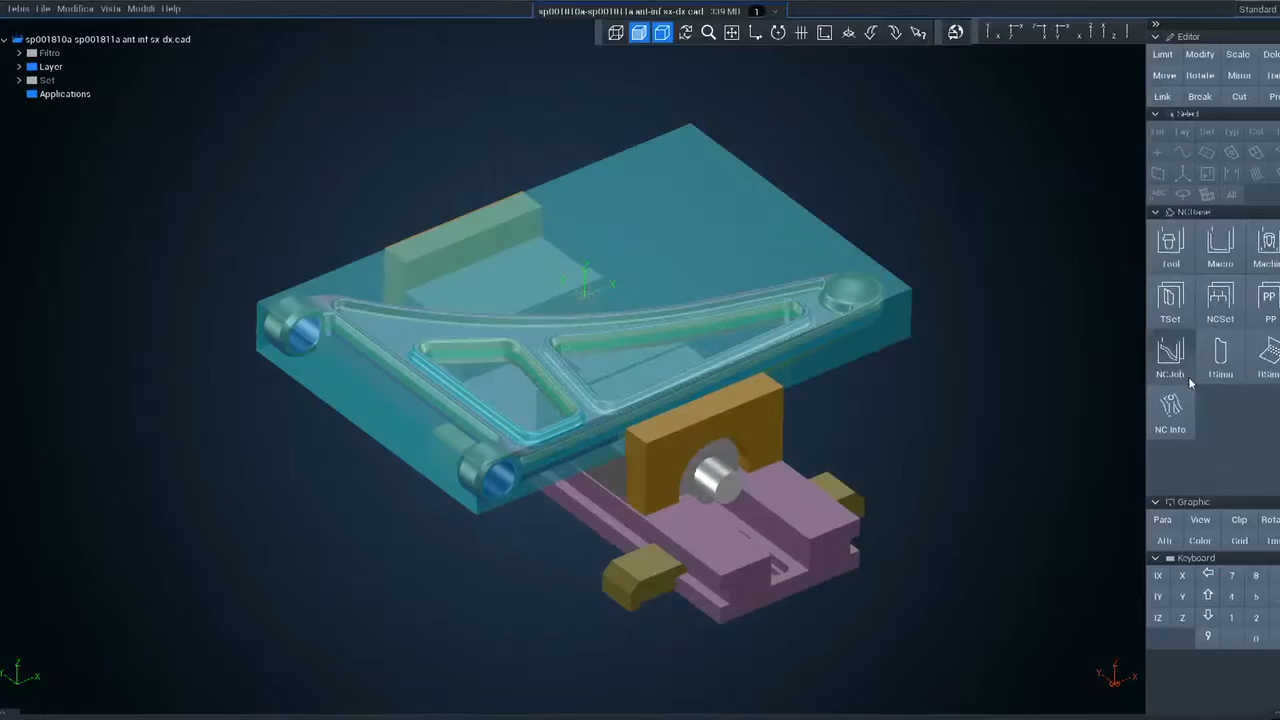 Tebis File Modifica Vista Moduli Help
sp001810a-sp001811a ant-inf sx-dx.cad 339 MB 1
Standard
sp001810a sp001811a ant inf sx dx.cad
Filtro
Layer
Set
Applications
Editor
Limit Modify Scale
Move Rotate Mirror
Link Break Cut
Select
NCBase
Tool Macro
TSet NCSet PP
NCJob
NC Info
Graphic
Para View Clip
Attr Color Grid
Keyboard
IX X 7 8
IY Y 4 5
IZ Z 1 2
Z
Y X
X
Z
Y X
Z
Y X